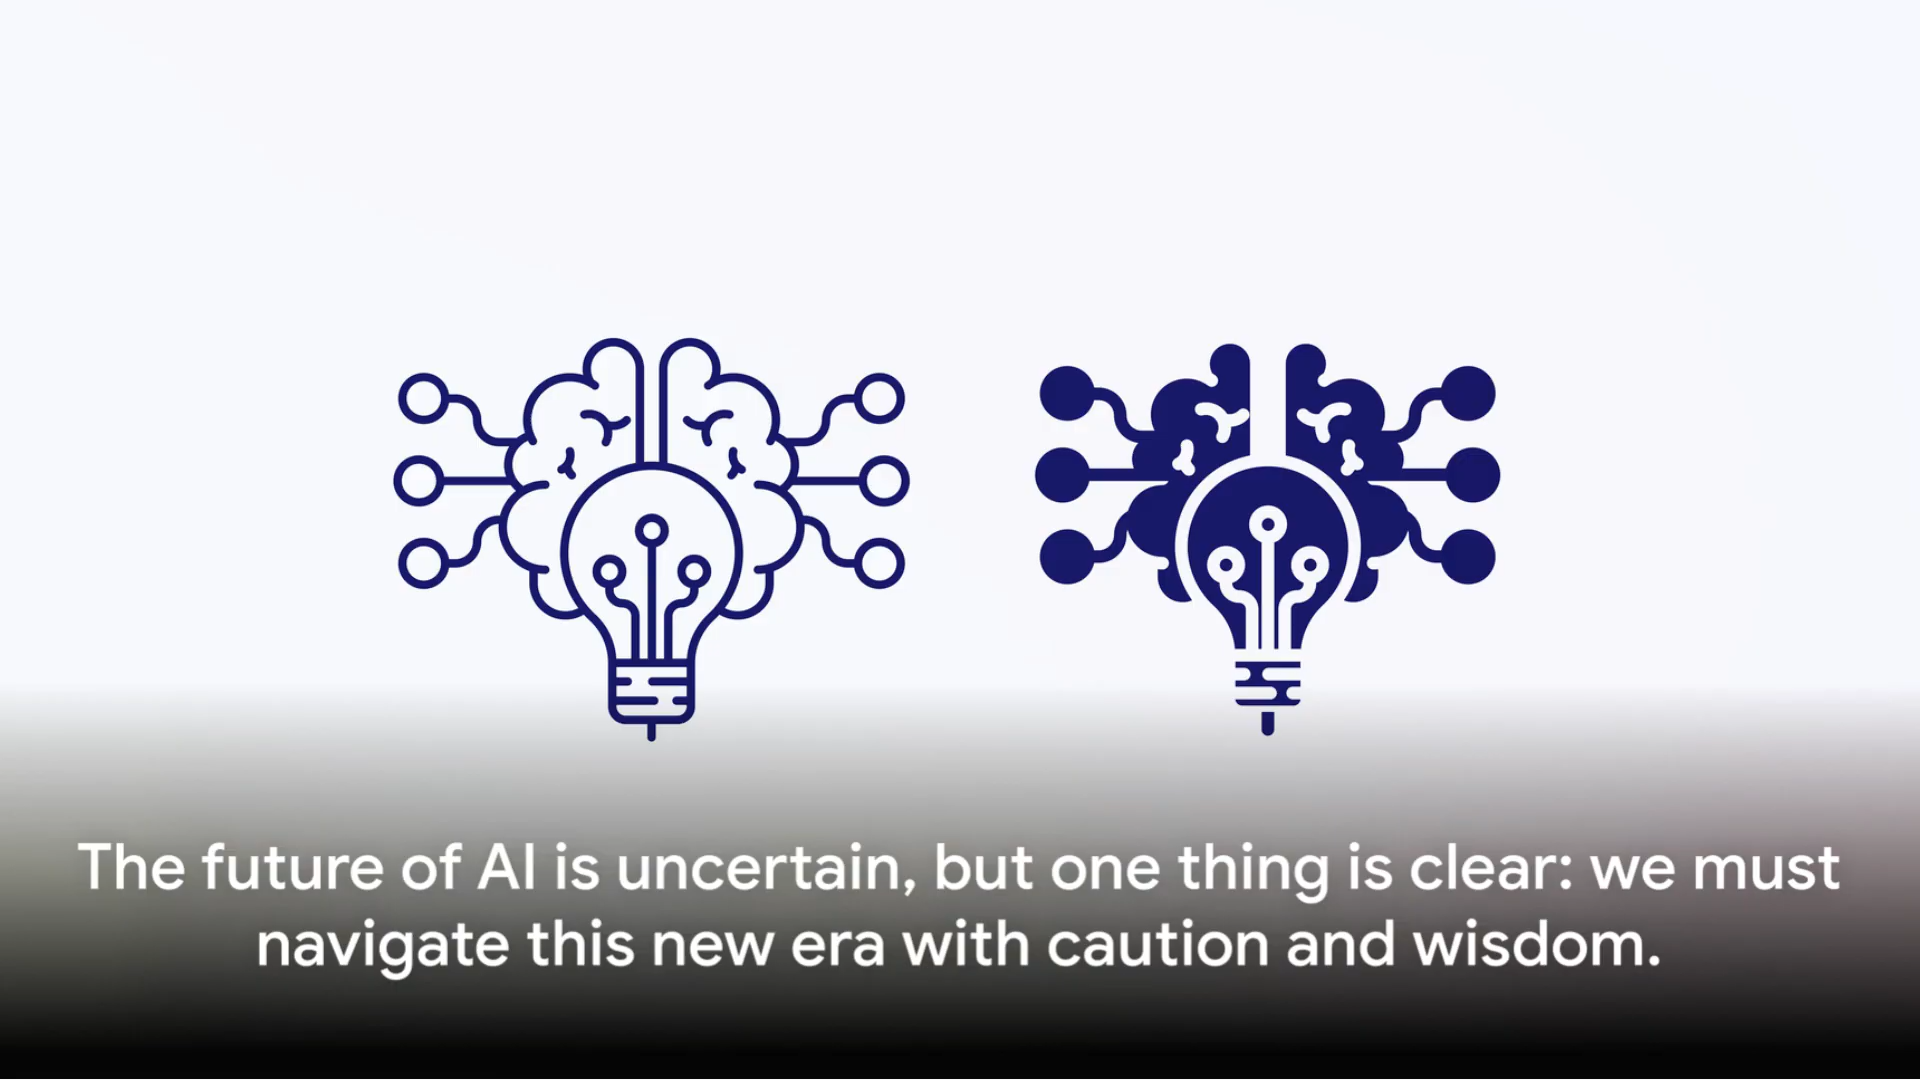 The future of AI is uncertain, but one thing is clear: we must
navigate this new era with caution and wisdom.